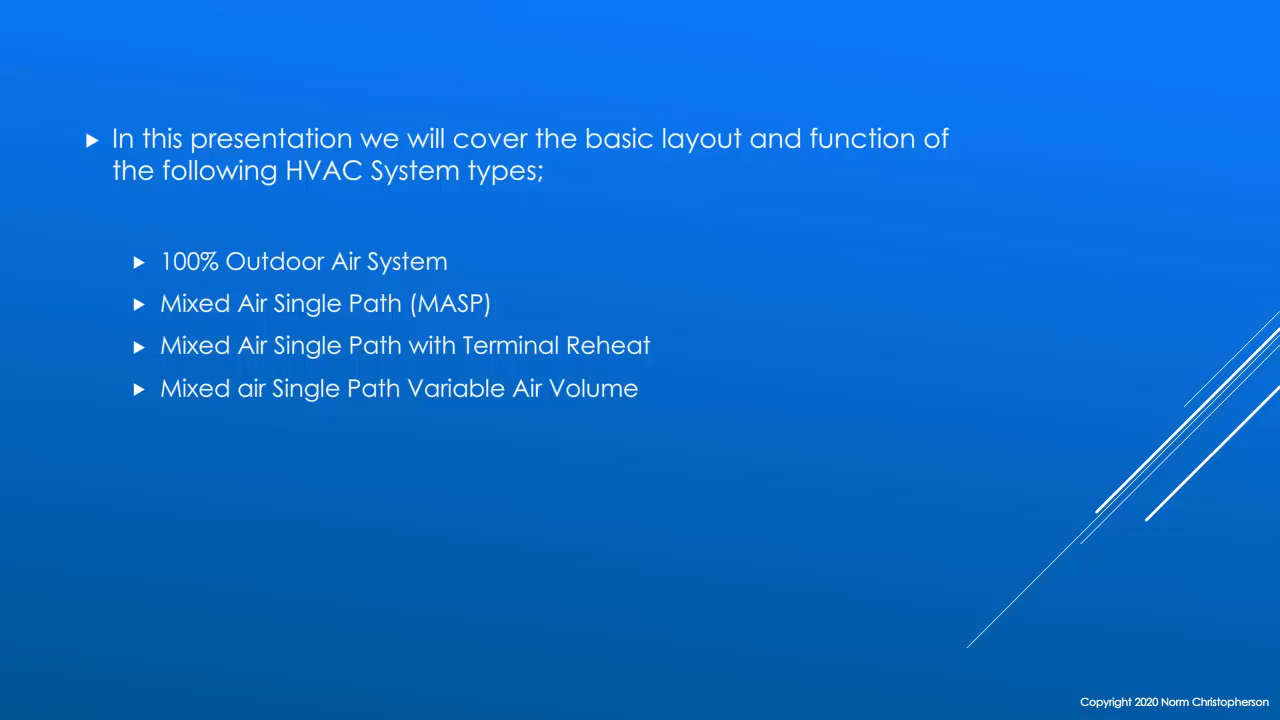 In this presentation we will cover the basic layout and function of
the following HVAC System types;
100% Outdoor Air System
Mixed Air Single Path (MASP)
Mixed Air Single Path with Terminal Reheat
Mixed air Single Path Variable Air Volume
Copyright 2020 Norm Christopherson